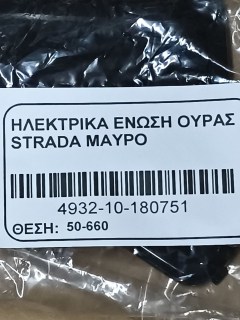 ΗΛΕΚΤΡΙΚΑ ΕΝΩΣΗ ΟΥΡΑΣ
STRADA ΜΑΥΡΟ
4932-10-180751
ΘΕΣΗ: 50-660